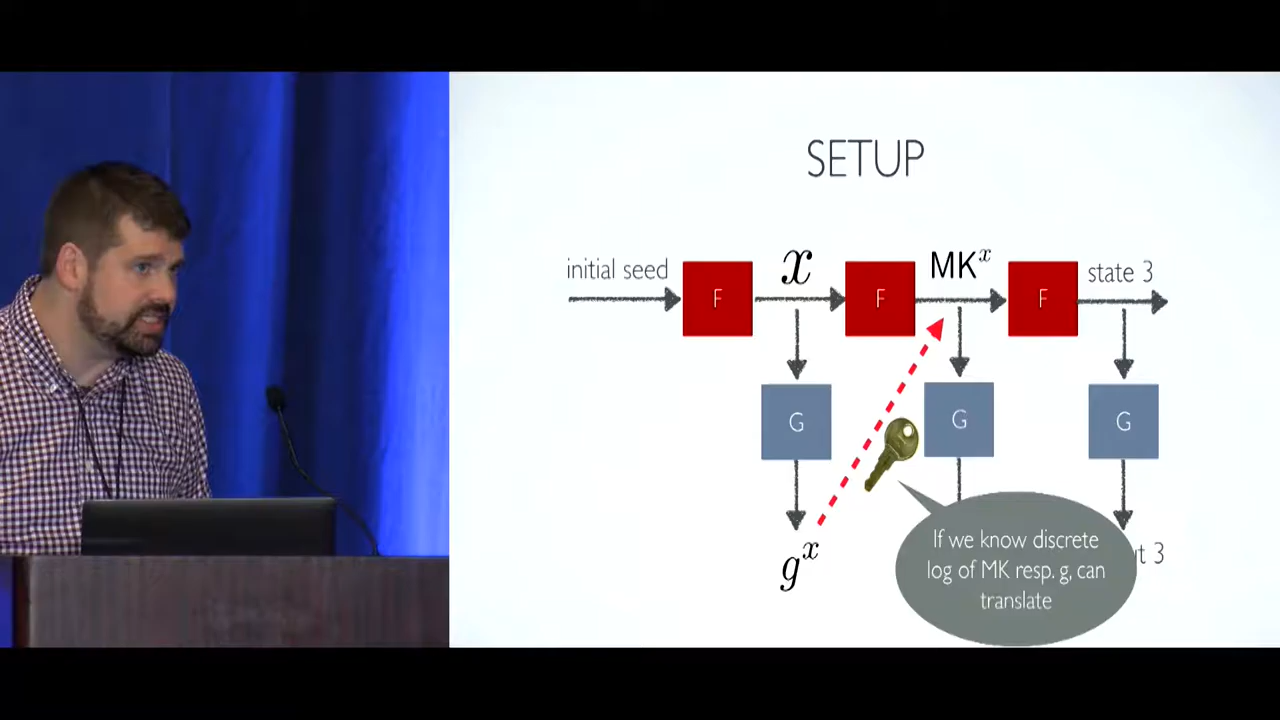 SETUP
initial seed
F
x
F
MK^x
F
state 3
G
G
G
g^x
t 3
If we know discrete
log of MK resp. g, can
translate